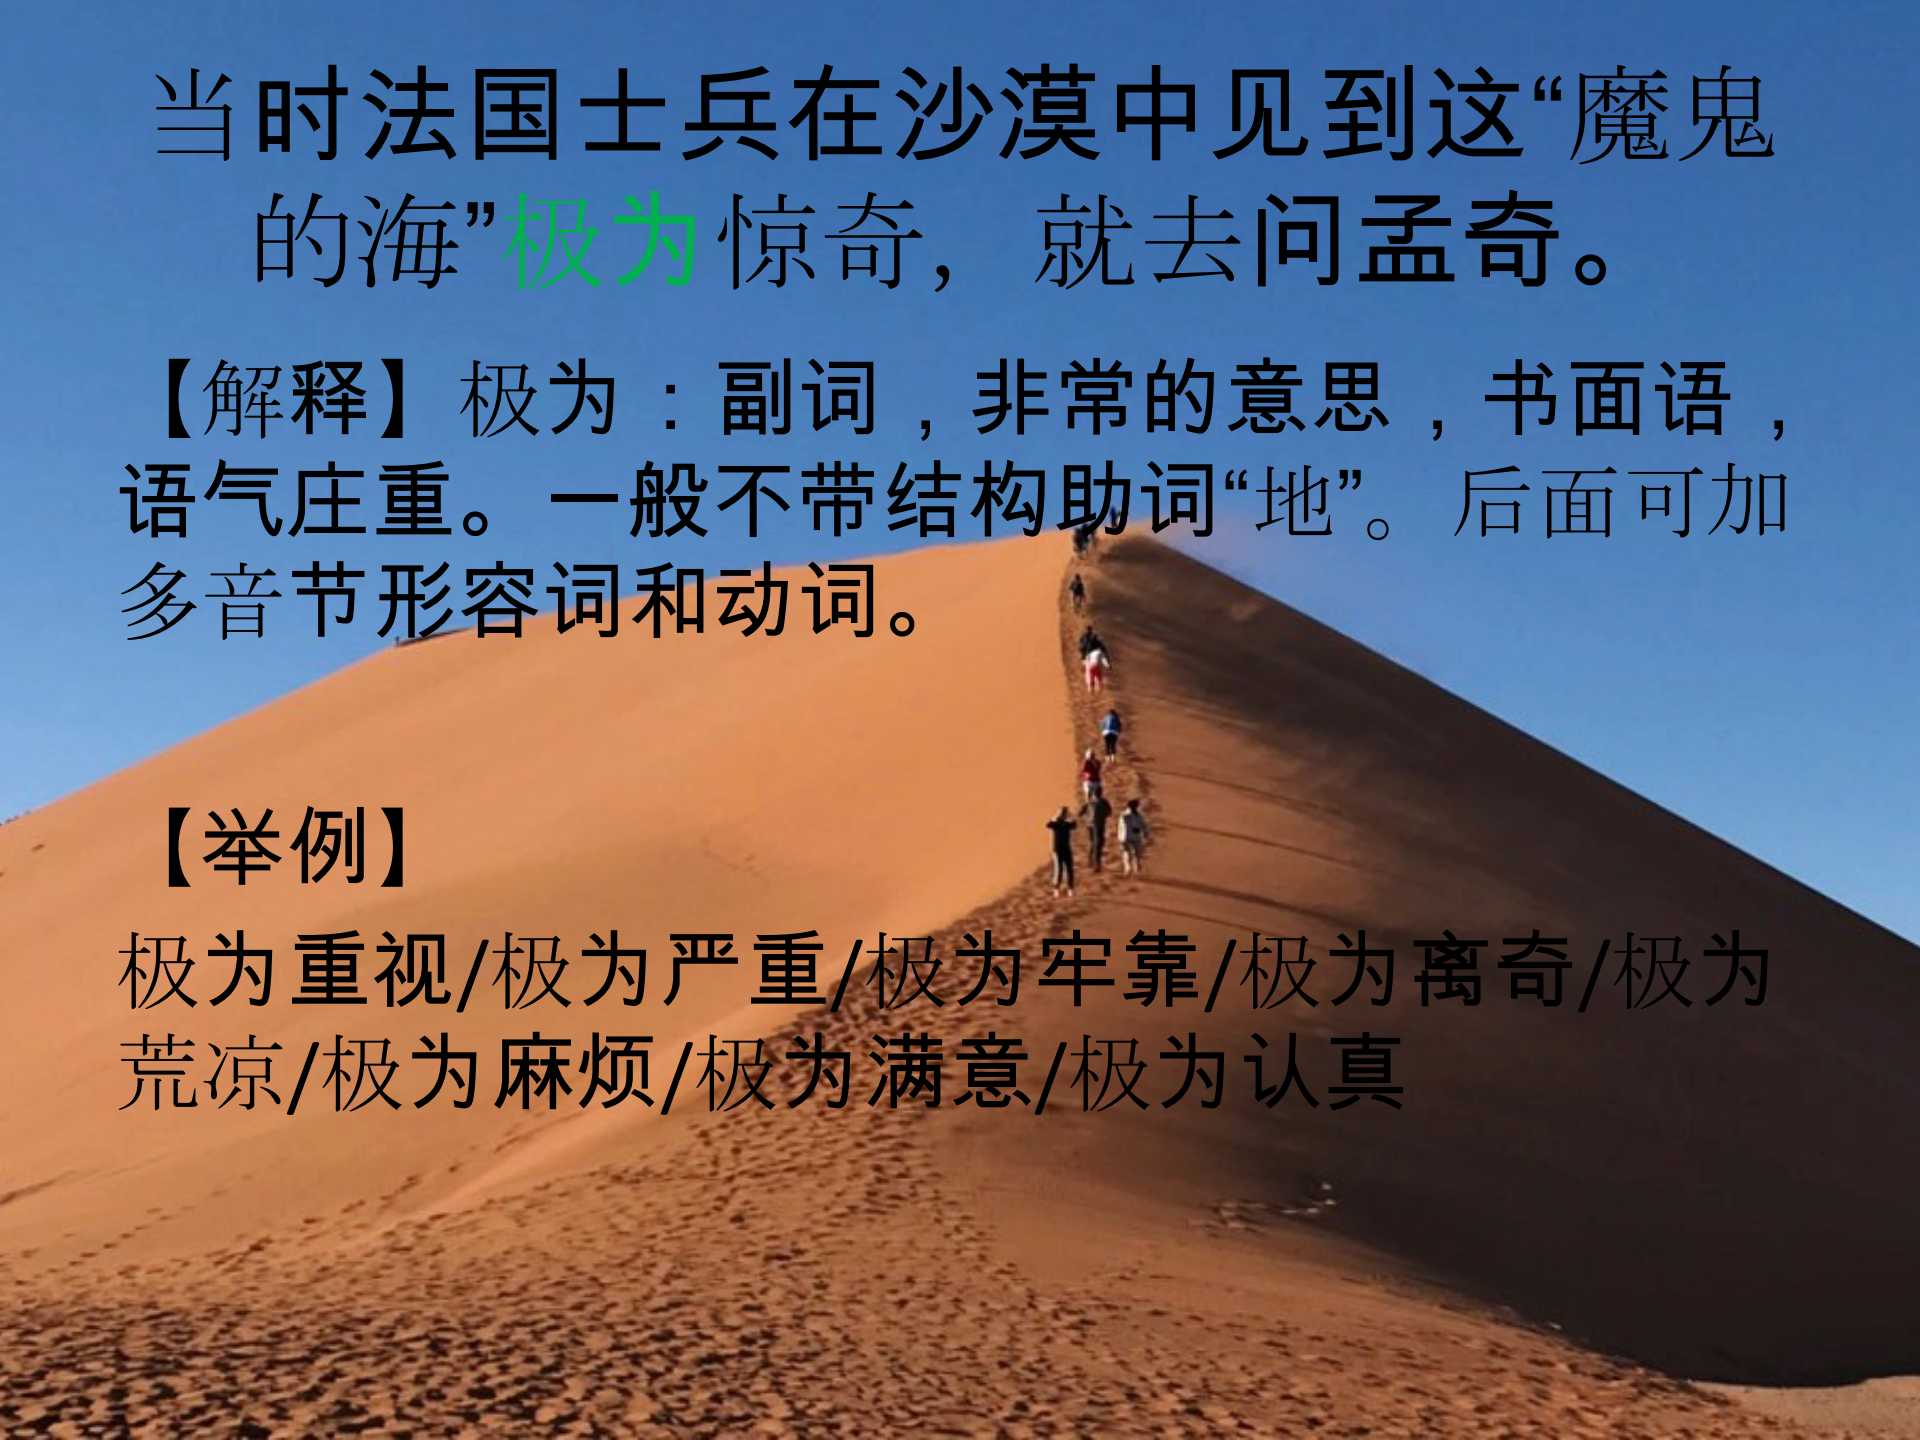 当时法国士兵在沙漠中见到这“魔鬼
的海”极为惊奇，就去问孟奇。
【解释】极为：副词，非常的意思，书面语，
语气庄重。一般不带结构助词“地”。后面可加
多音节形容词和动词。
【举例】
极为重视/极为严重/极为牢靠/极为离奇/极为
荒凉/极为麻烦/极为满意/极为认真